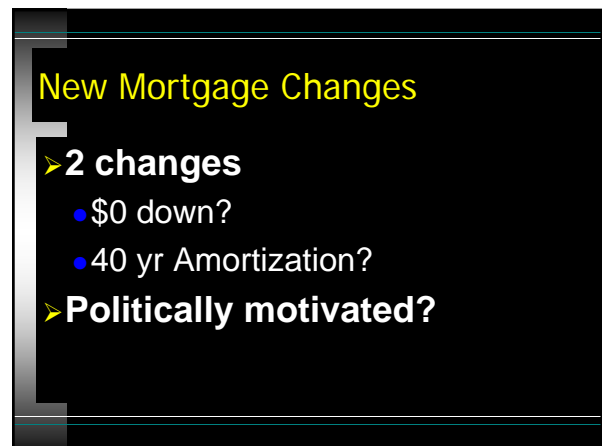 New Mortgage Changes
➢2 changes
●$0 down?
●40 yr Amortization?
➢Politically motivated?